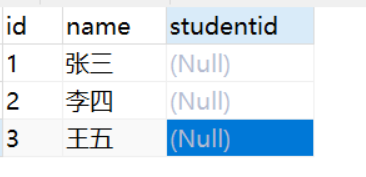 id name studentid
1 张三 (Null)
2 李四 (Null)
3 王五 (Null)